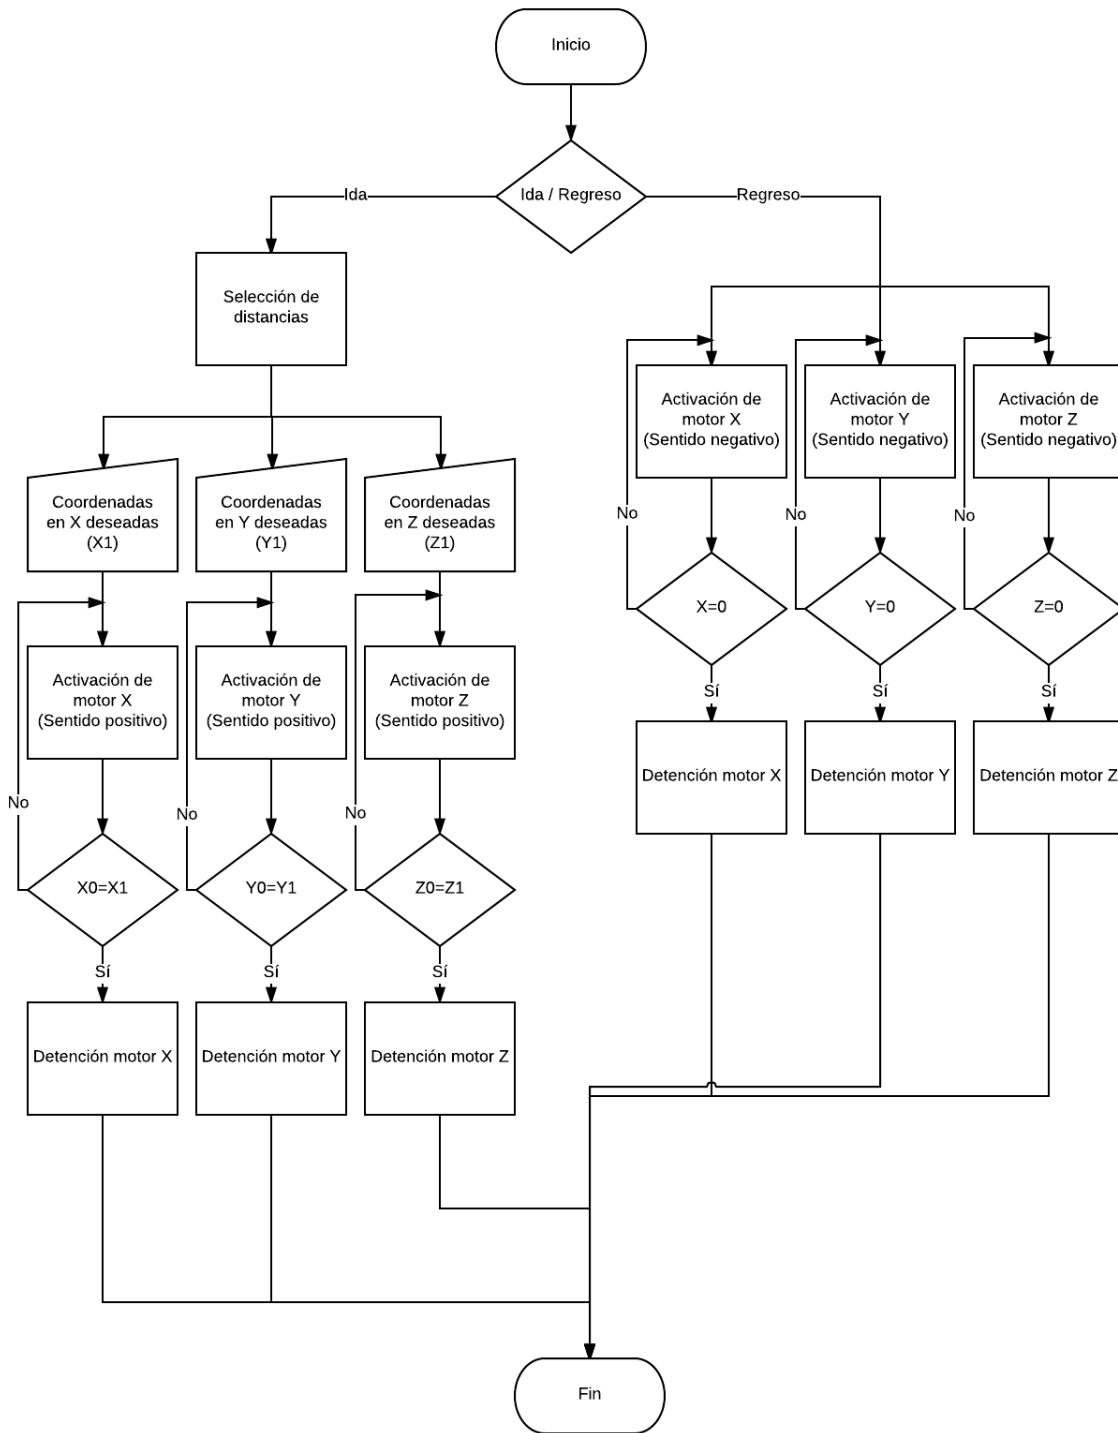 Inicio
Ida / Regreso
Ida
Regreso
Selección de
distancias
Activación de
motor X
(Sentido negativo)
Activación de
motor Y
(Sentido negativo)
Activación de
motor Z
(Sentido negativo)
Coordenadas
en X deseadas
(X1)
Coordenadas
en Y deseadas
(Y1)
Coordenadas
en Z deseadas
(Z1)
No
No
No
X=0
Y=0
Z=0
Activación de
motor X
(Sentido positivo)
Activación de
motor Y
(Sentido positivo)
Activación de
motor Z
(Sentido positivo)
Sí
Sí
Sí
Detención motor X
Detención motor Y
Detención motor Z
No
No
No
X0=X1
Y0=Y1
Z0=Z1
Sí
Sí
Sí
Detención motor X
Detención motor Y
Detención motor Z
Fin